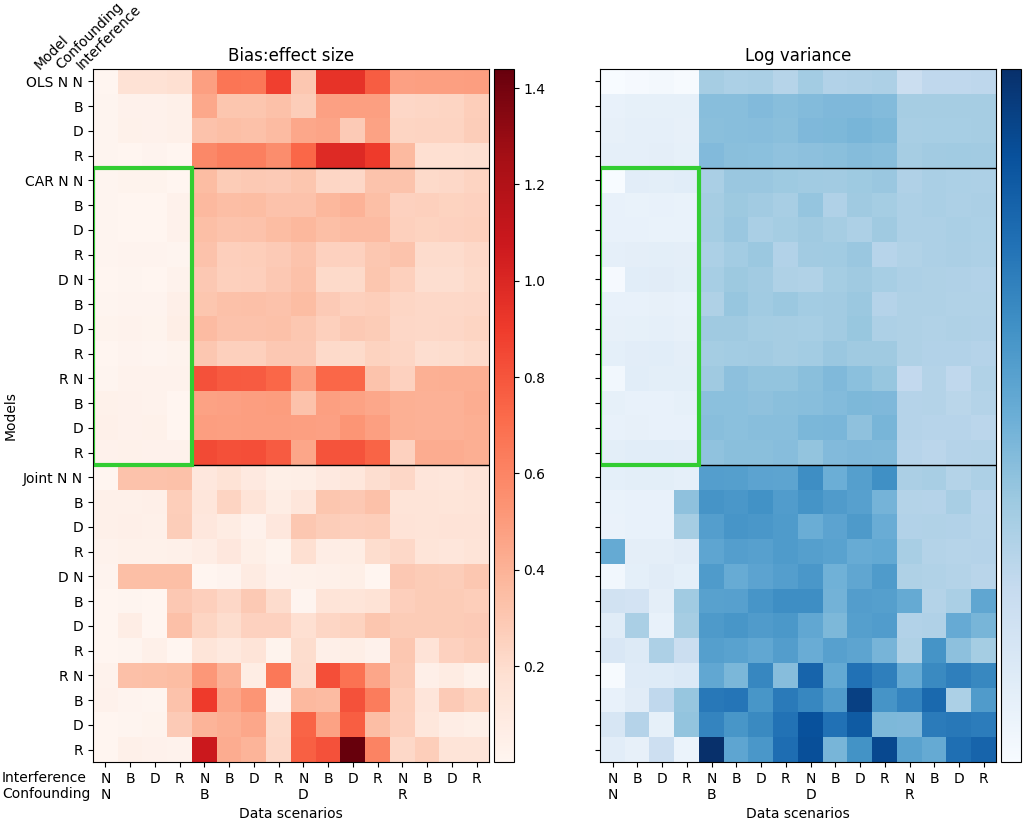 Model
Confounding
Interference
Bias:effect size
Log variance
Models
OLS N N
B
D
R
CAR N N
B
D
R
D N
B
D
R
R N
B
D
R
Joint N N
B
D
R
D N
B
D
R
R N
B
D
R
1.4
1.2
1.0
0.8
0.6
0.4
0.2
Interference N B D R N B D R N B D R N B D R
Confounding N B D R
Data scenarios
N B D R N B D R N B D R N B D R
N B D R
Data scenarios